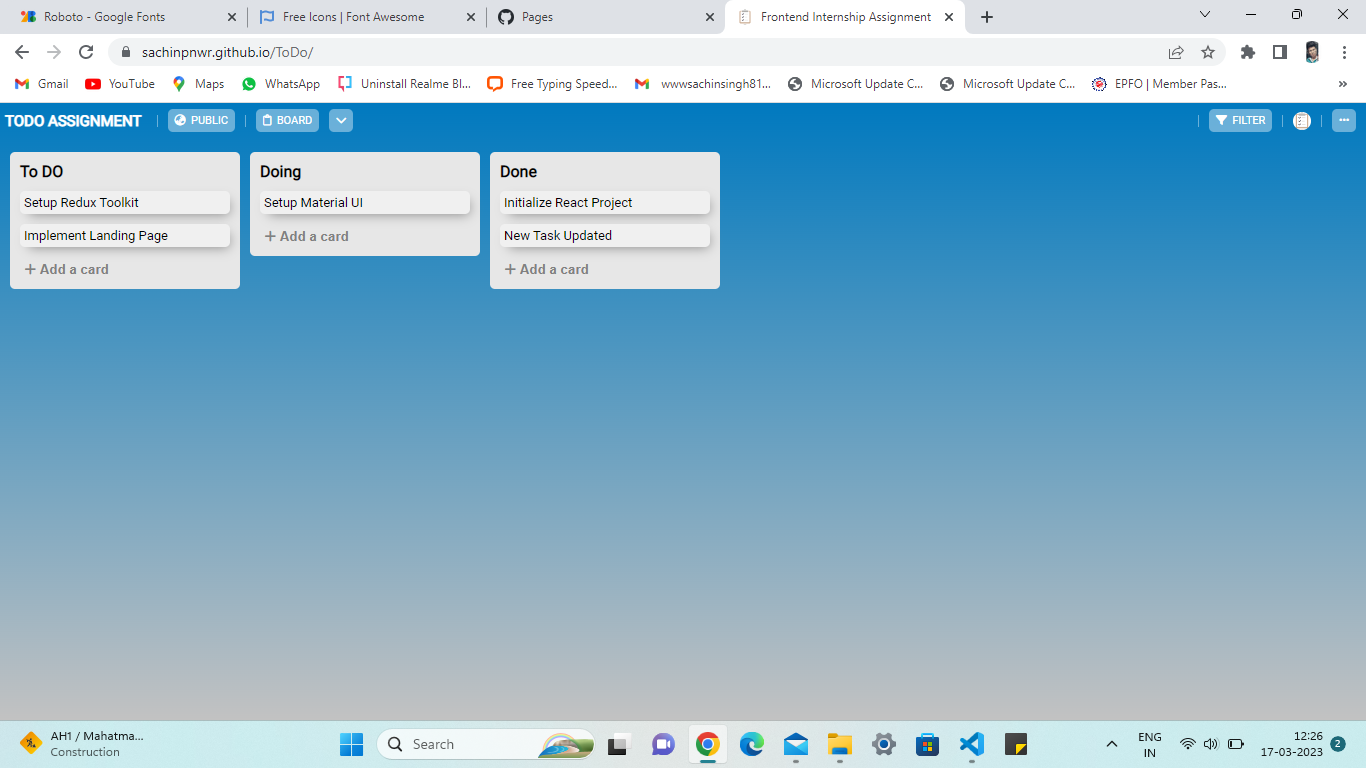 Roboto - Google Fonts
Free Icons | Font Awesome
Pages
Frontend Internship Assignment
sachinpnwr.github.io/ToDo/
Gmail
YouTube
Maps
WhatsApp
Uninstall Realme Bl...
Free Typing Speed...
wwwsachinsingh81...
Microsoft Update C...
Microsoft Update C...
EPFO | Member Pas...
TODO ASSIGNMENT
PUBLIC
BOARD
FILTER
To DO
Setup Redux Toolkit
Implement Landing Page
+ Add a card
Doing
Setup Material UI
+ Add a card
Done
Initialize React Project
New Task Updated
+ Add a card
AH1 / Mahatma...
Construction
Search
ENG
IN
12:26
17-03-2023
2